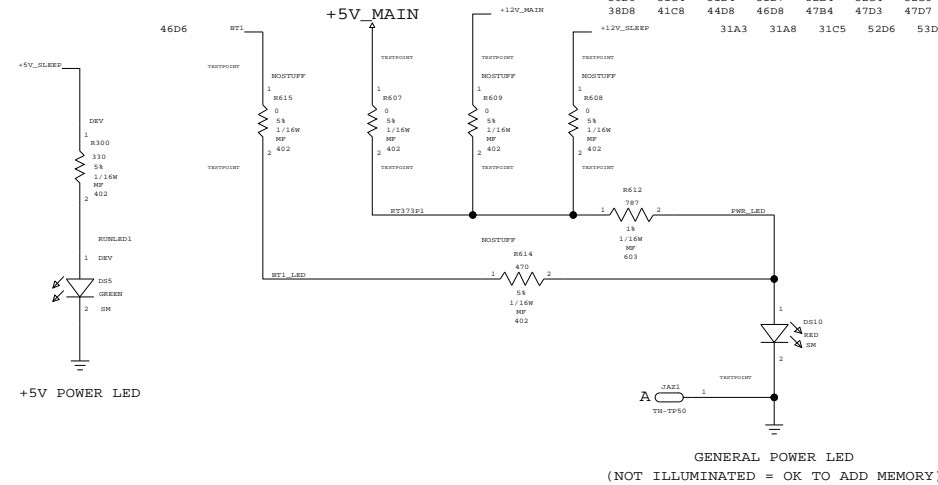 38D8 41C8 44D8 46D8 47B4 47D3 47D7
+5V_MAIN
+12V_MAIN
46D6
BT1
+12V_SLEEP
31A3 31A8 31C5 52D6 53D
+5V_SLEEP
TESTPOINT
TESTPOINT TESTPOINT TESTPOINT
NOSTUFF NOSTUFF NOSTUFF
1 1 1 1
R615 R607 R609 R608
0 0 0 0
5% 5% 5% 5%
1/16W 1/16W 1/16W 1/16W
MF MF MF MF
402 402 402 402
2 2 2 2
DEV
1
R300
330
5%
1/16W
MF
402
2
TESTPOINT TESTPOINT TESTPOINT TESTPOINT
R612
787
RT373P1 1 2 PWR_LED
1%
1/16W
MF
603
RUNLED1
1 DEV
DS5
GREEN
2 SM
NOSTUFF
R614
470
BT1_LED 1 2
5%
1/16W
MF
402
1
DS10
RED
SM
2
TESTPOINT
A JAZ1 1
TH-TP50
+5V POWER LED
GENERAL POWER LED
(NOT ILLUMINATED = OK TO ADD MEMORY)